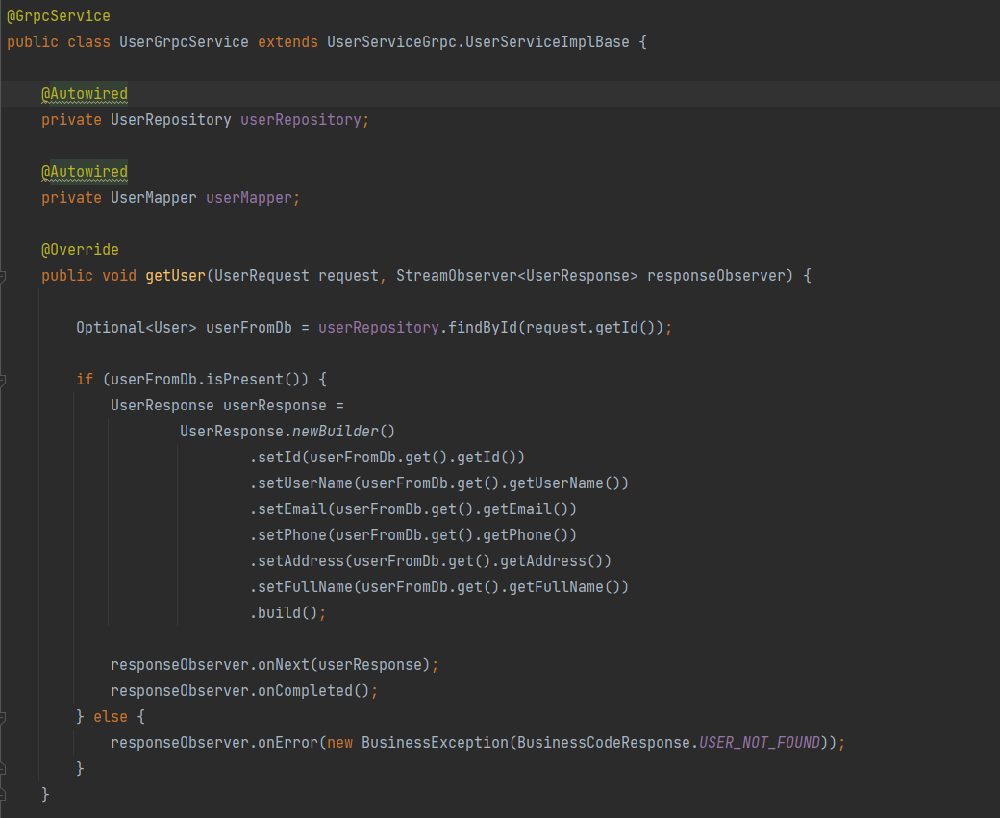 @GrpcService
public class UserGrpcService extends UserServiceGrpc.UserServiceImplBase {
@Autowired
private UserRepository userRepository;
@Autowired
private UserMapper userMapper;
@Override
public void getUser(UserRequest request, StreamObserver<UserResponse> responseObserver) {
Optional<User> userFromDb = userRepository.findById(request.getId());
if (userFromDb.isPresent()) {
UserResponse userResponse =
UserResponse.newBuilder()
.setId(userFromDb.get().getId())
.setUserName(userFromDb.get().getUserName())
.setEmail(userFromDb.get().getEmail())
.setPhone(userFromDb.get().getPhone())
.setAddress(userFromDb.get().getAddress())
.setFullName(userFromDb.get().getFullName())
.build();
responseObserver.onNext(userResponse);
responseObserver.onCompleted();
} else {
responseObserver.onError(new BusinessException(BusinessCodeResponse.USER_NOT_FOUND));
}
}